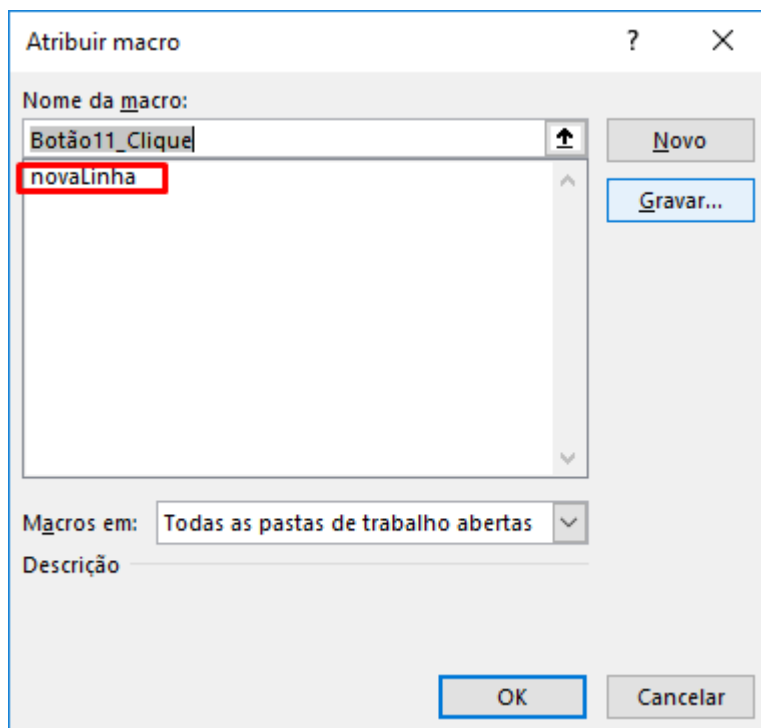 Atribuir macro ? ×
Nome da macro:
Botão11_Clique
Novo
novaLinha
Gravar...
Macros em: Todas as pastas de trabalho abertas
Descrição
OK Cancelar